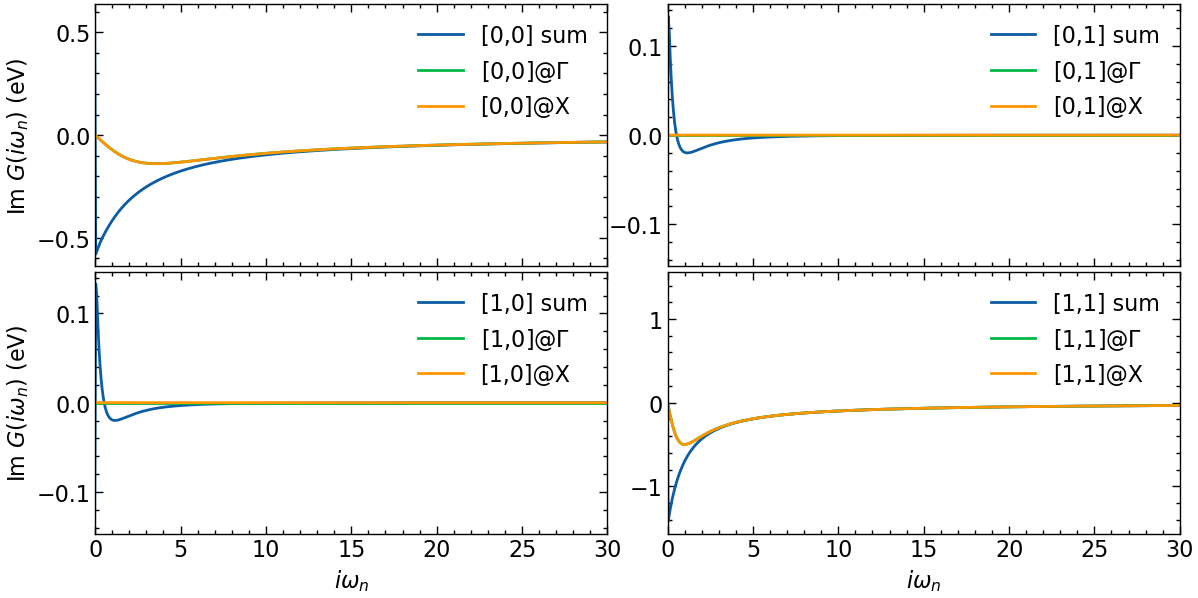 Im G(iωₙ) (eV)
0.5
0.0
−0.5
[0,0] sum
[0,0]@Γ
[0,0]@X
0.1
0.0
−0.1
[0,1] sum
[0,1]@Γ
[0,1]@X
Im G(iωₙ) (eV)
0.1
0.0
−0.1
[1,0] sum
[1,0]@Γ
[1,0]@X
0 5 10 15 20 25 30
iωₙ
1
0
−1
[1,1] sum
[1,1]@Γ
[1,1]@X
0 5 10 15 20 25 30
iωₙ